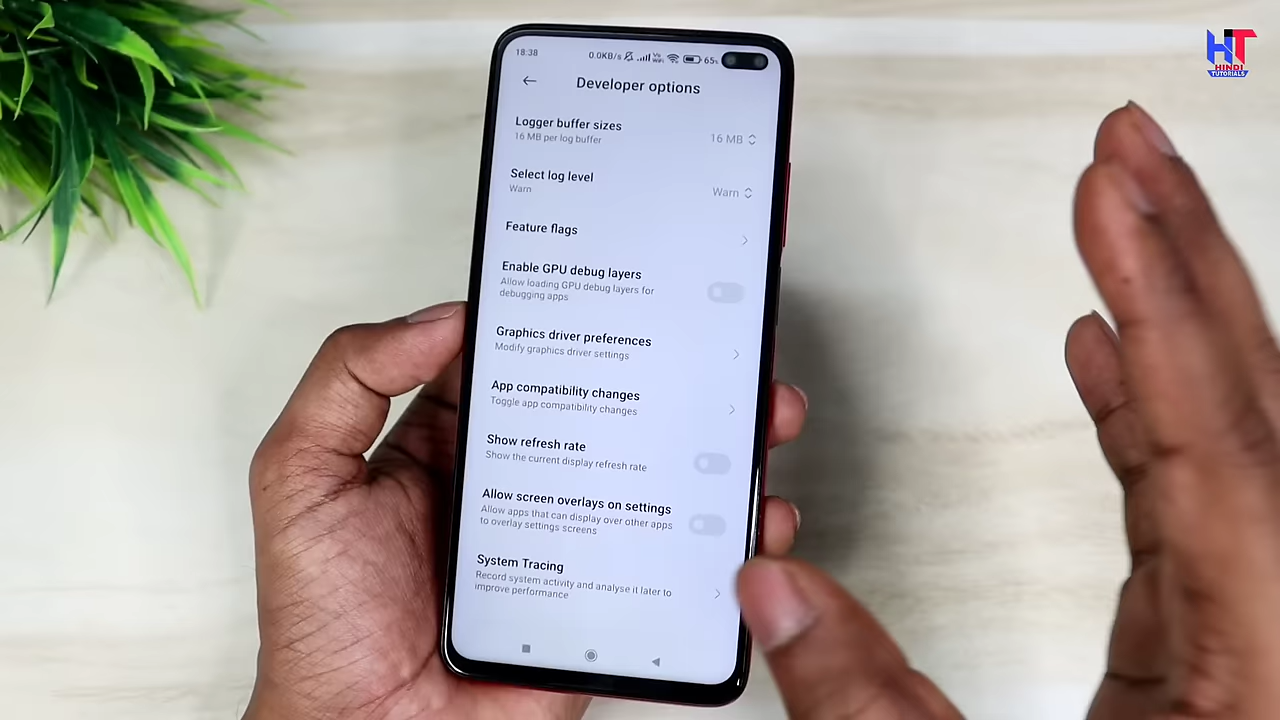 18:38
0.0KB/s
Vo
WiFi
65%
HT
HINDI
TUTORIALS
Developer options
Logger buffer sizes
16 MB per log buffer
16 MB
Select log level
Warn
Warn
Feature flags
Enable GPU debug layers
Allow loading GPU debug layers for
debugging apps
Graphics driver preferences
Modify graphics driver settings
App compatibility changes
Toggle app compatibility changes
Show refresh rate
Show the current display refresh rate
Allow screen overlays on settings
Allow apps that can display over other apps
to overlay settings screens
System Tracing
Record system activity and analyse it later to
improve performance